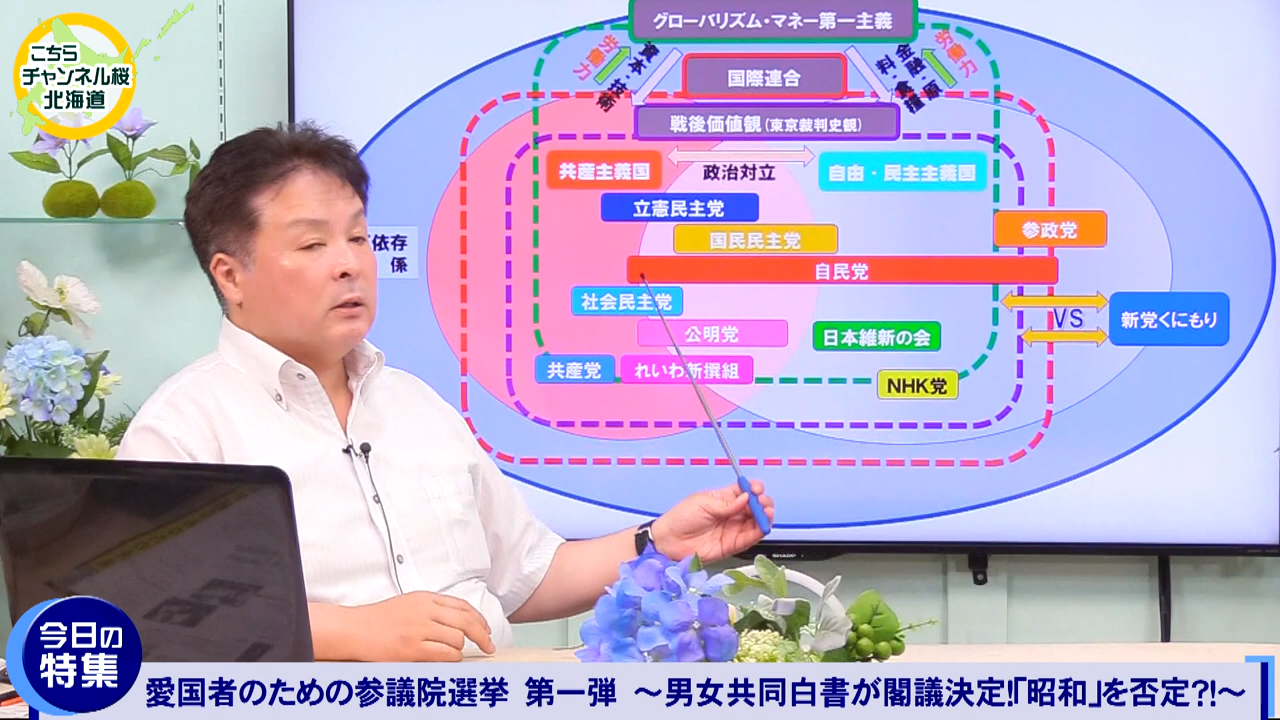 こちら
チャンネル桜
北海道
グローバリズム・マネー第一主義
労働力
資本・技術
金融・原料・食糧
労働力
国際連合
戦後価値観(東京裁判史観)
共産主義国
政治対立
自由・民主主義国
立憲民主党
国民民主党
参政党
依存
係
自民党
社会民主党
VS
新党くにもり
公明党
日本維新の会
共産党
れいわ新撰組
NHK党
SHARP
今日の
特集
愛国者のための参議院選挙 第一弾 ~男女共同白書が閣議決定!「昭和」を否定?!~